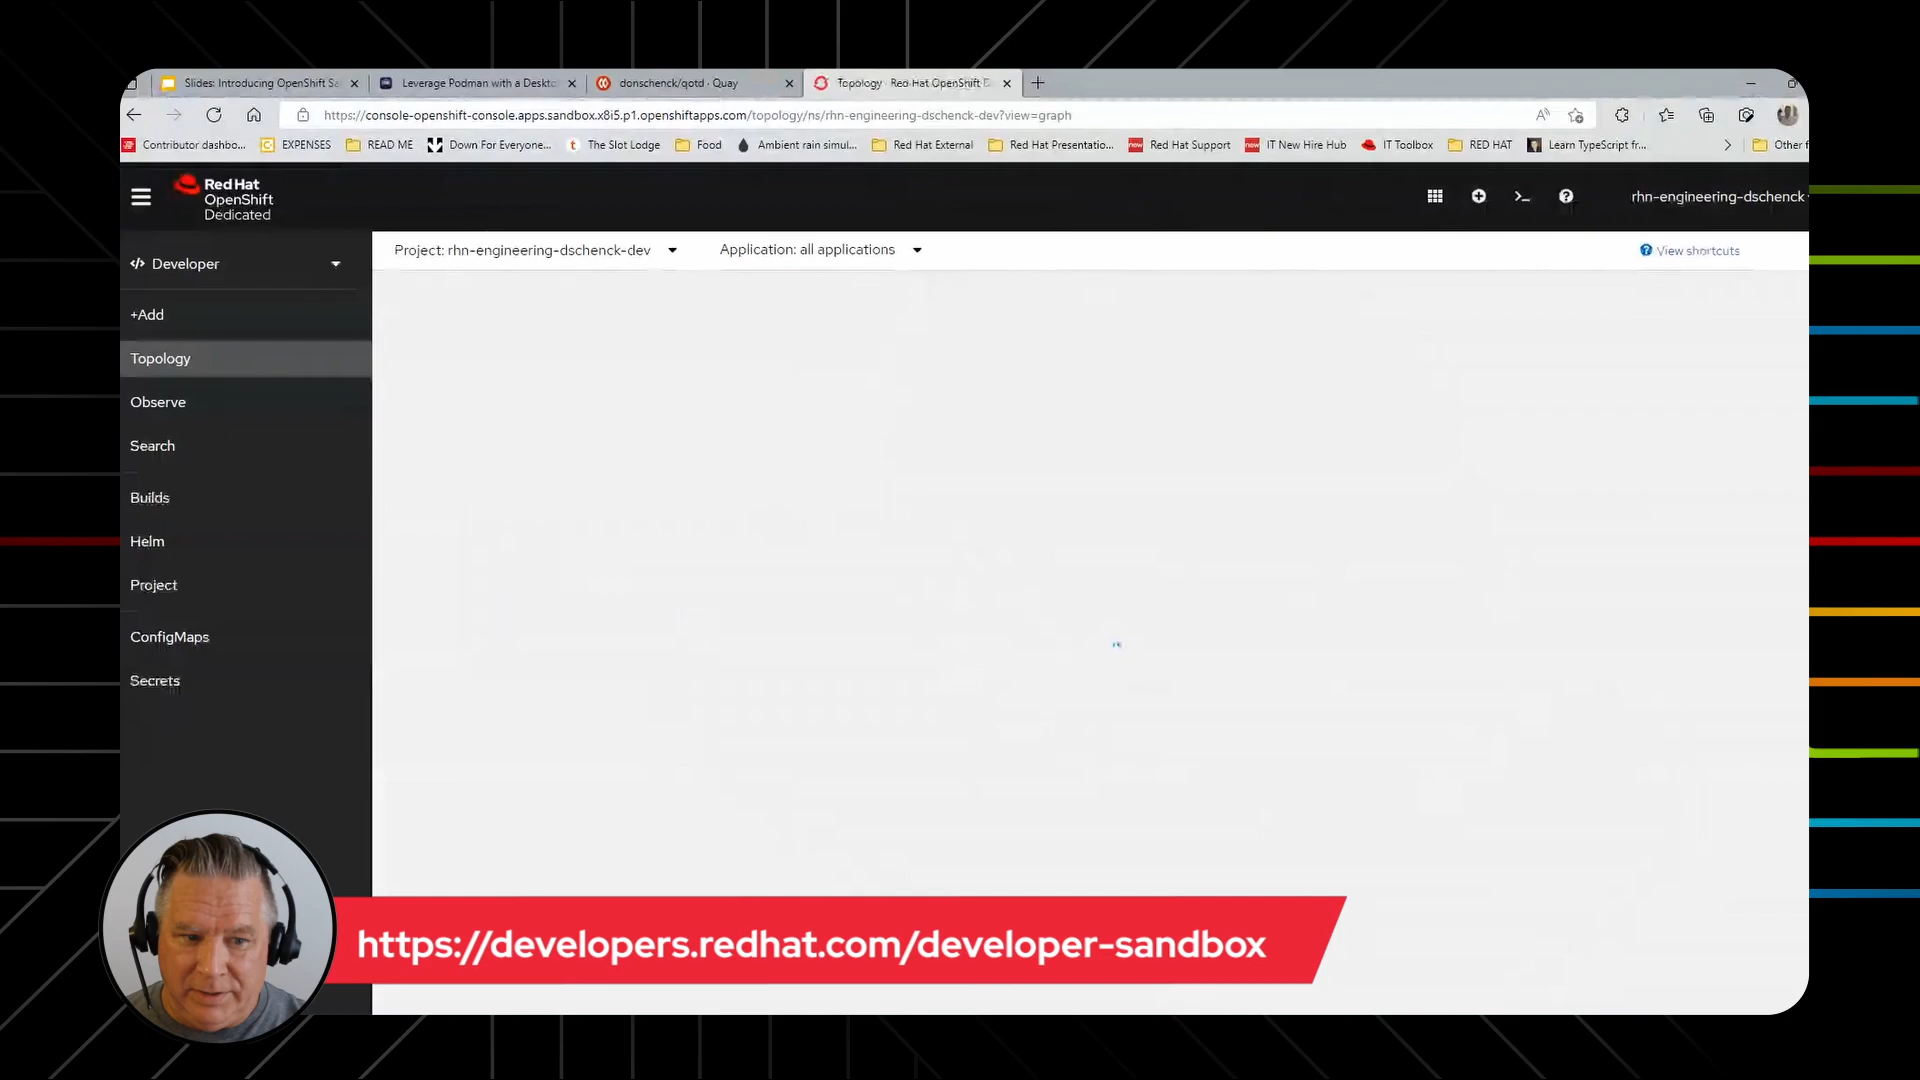 Slides: Introducing OpenShift Sa
Leverage Podman with a Deskto
donschenck/qotd · Quay
Topology · Red Hat OpenShift D
https://console-openshift-console.apps.sandbox.x8i5.p1.openshiftapps.com/topology/ns/rhn-engineering-dschenck-dev?view=graph
Contributor dashbo...
EXPENSES
READ ME
Down For Everyone...
The Slot Lodge
Food
Ambient rain simul...
Red Hat External
Red Hat Presentatio...
Red Hat Support
IT New Hire Hub
IT Toolbox
RED HAT
Learn TypeScript fr...
Other f
Red Hat
OpenShift
Dedicated
rhn-engineering-dschenck
Developer
Project: rhn-engineering-dschenck-dev
Application: all applications
View shortcuts
+Add
Topology
Observe
Search
Builds
Helm
Project
ConfigMaps
Secrets
https://developers.redhat.com/developer-sandbox